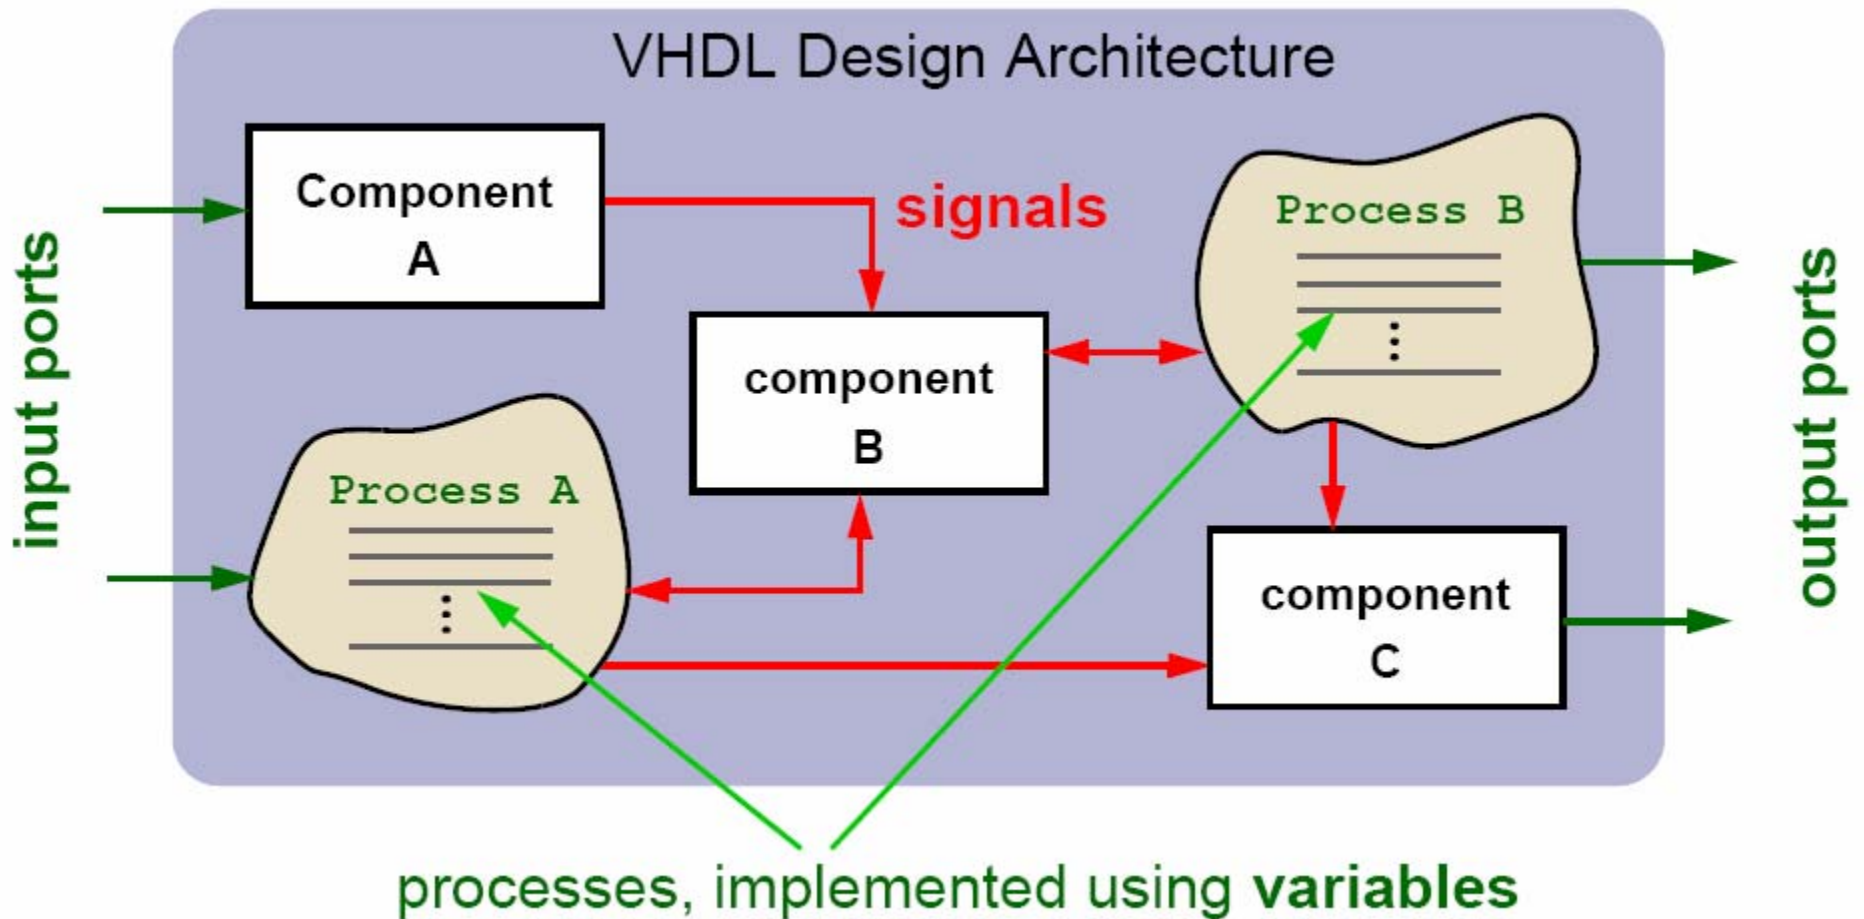 VHDL Design Architecture
input ports
Component
A
signals
Process B
component
B
Process A
component
C
output ports
processes, implemented using variables